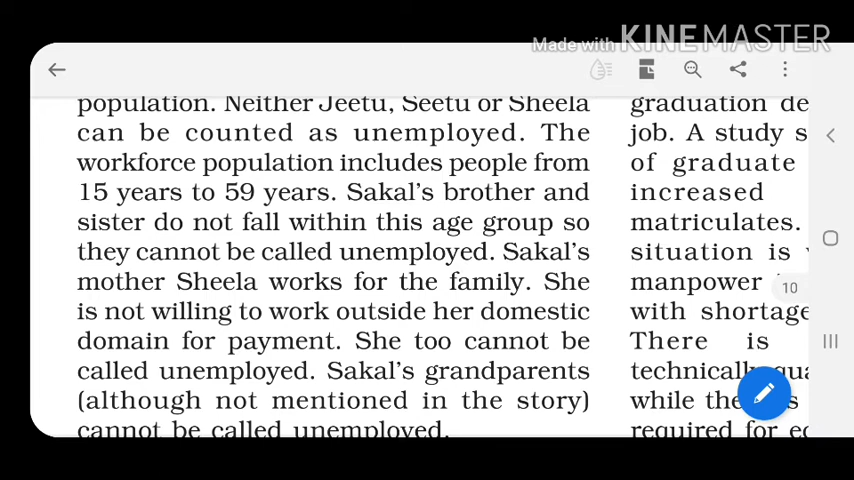 Made with KINEMASTER
population. Neither Jeetu, Seetu or Sheela
can be counted as unemployed. The
workforce population includes people from
15 years to 59 years. Sakal's brother and
sister do not fall within this age group so
they cannot be called unemployed. Sakal's
mother Sheela works for the family. She
is not willing to work outside her domestic
domain for payment. She too cannot be
called unemployed. Sakal's grandparents
(although not mentioned in the story)
cannot be called unemployed.
graduation de
job. A study s
of graduate
increased
matriculates.
situation is
manpower
with shortage
There is
technically
while the
required for
10